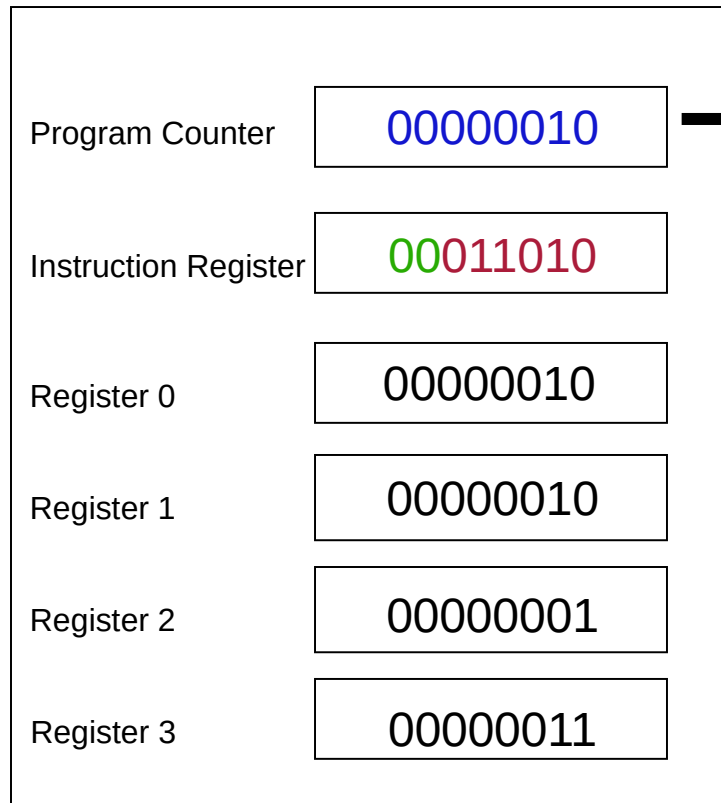 Program Counter 00000010
Instruction Register 00011010
Register 0 00000010
Register 1 00000010
Register 2 00000001
Register 3 00000011